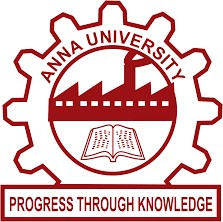 ANNA UNIVERSITY
PROGRESS THROUGH KNOWLEDGE